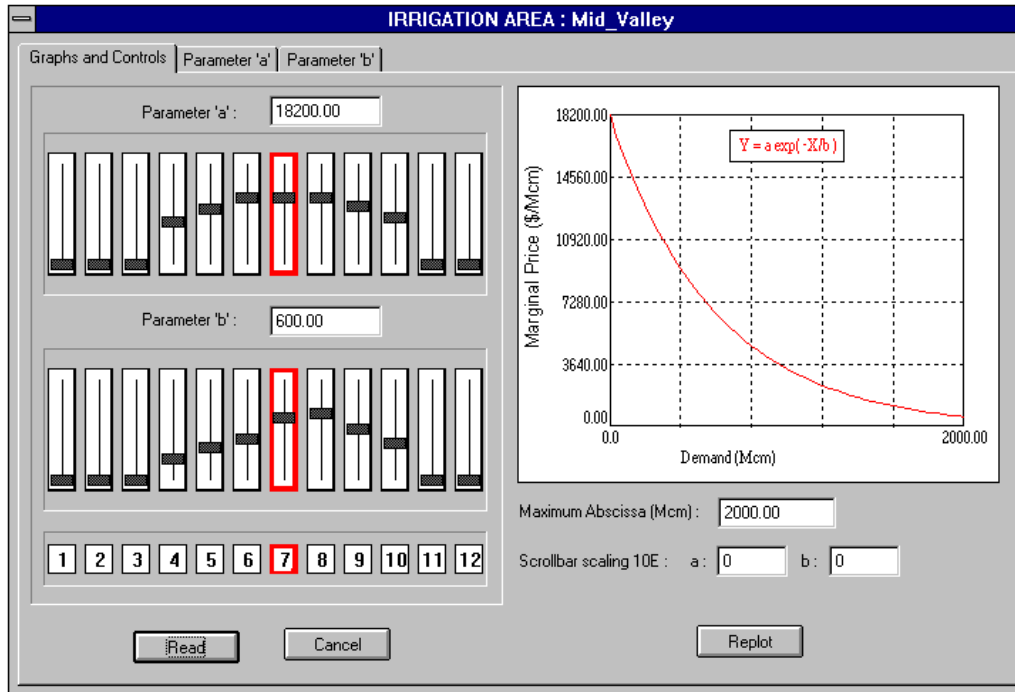 IRRIGATION AREA : Mid_Valley
Graphs and Controls Parameter 'a' Parameter 'b'
Parameter 'a' : 18200.00
Parameter 'b' : 600.00
1 2 3 4 5 6 7 8 9 10 11 12
Read Cancel
Marginal Price ($/Mcm)
18200.00
14560.00
10920.00
7280.00
3640.00
0.00
Y = a exp( -X/b )
0.0 2000.00
Demand (Mcm)
Maximum Abscissa (Mcm) : 2000.00
Scrollbar scaling 10E : a : 0 b : 0
Replot